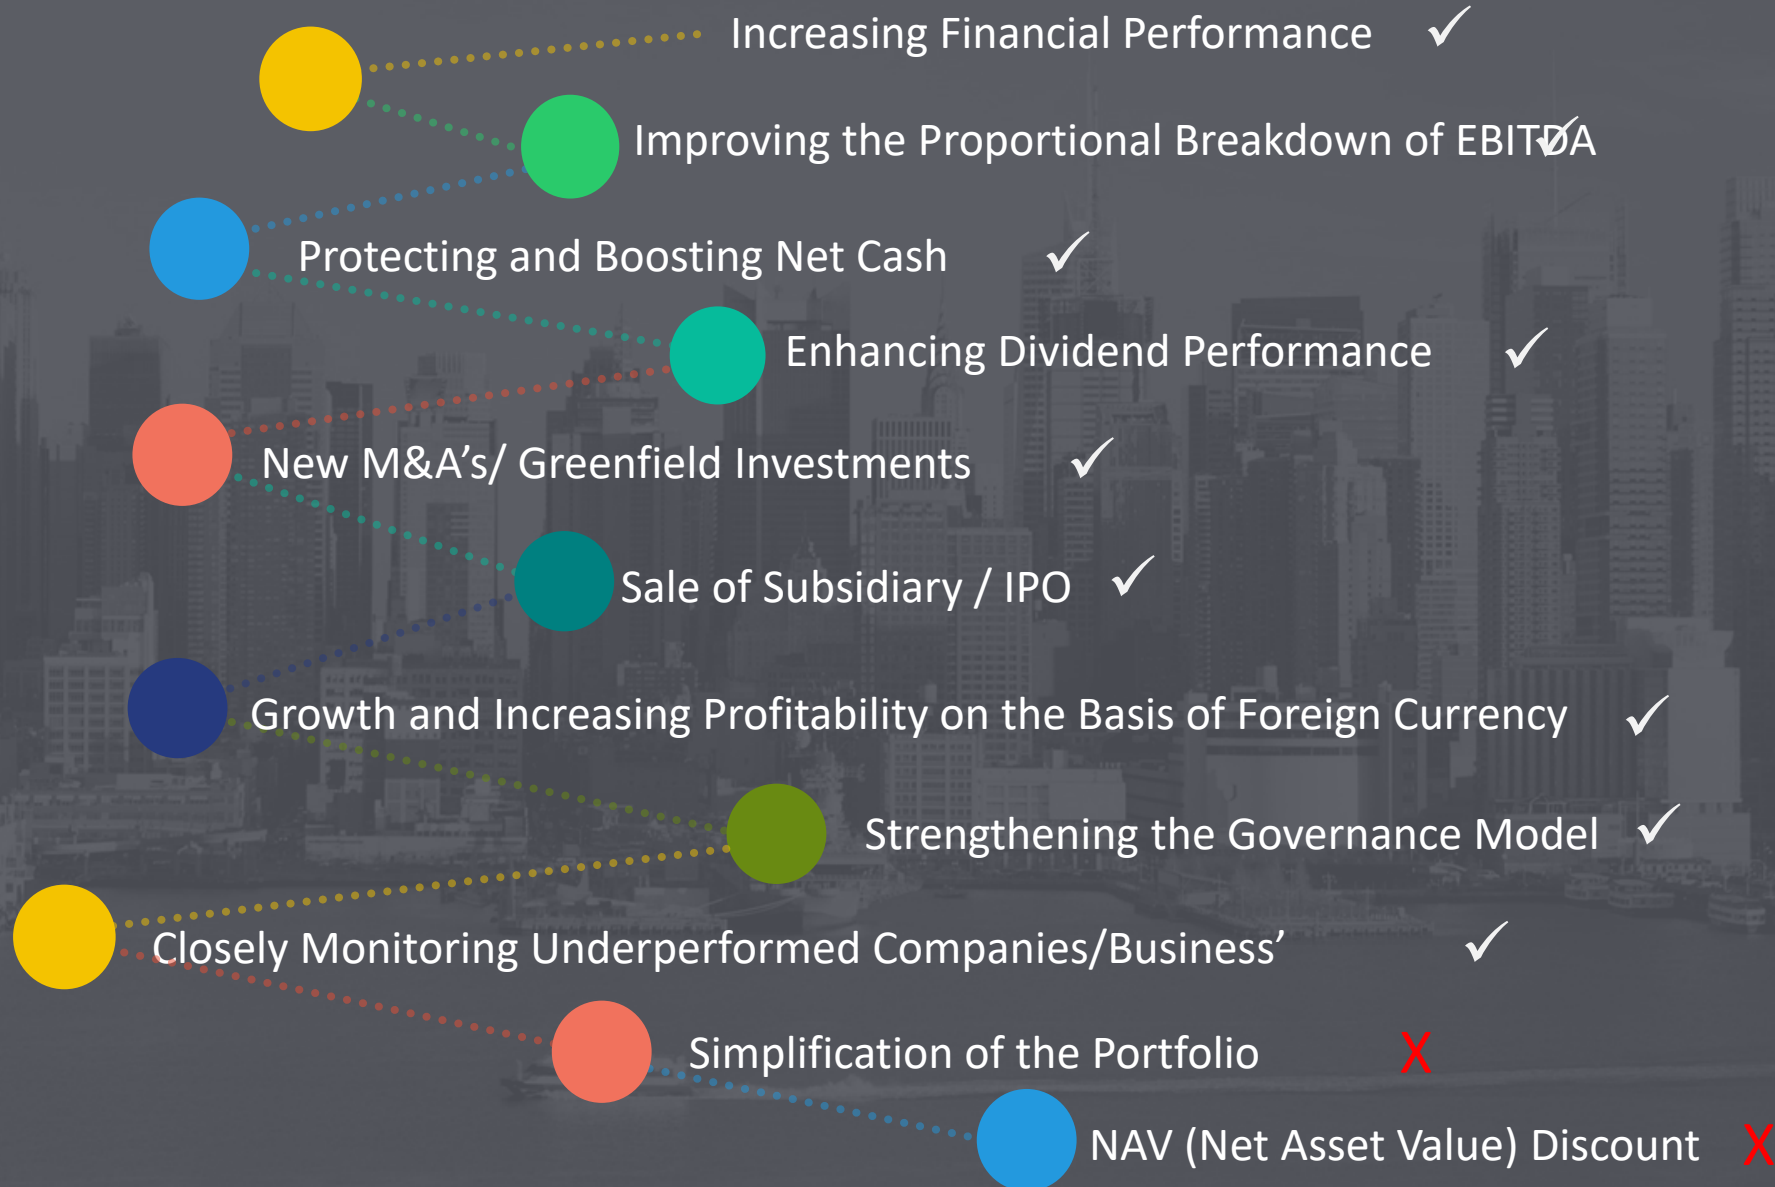 Increasing Financial Performance ✓
Improving the Proportional Breakdown of EBITDA ✓
Protecting and Boosting Net Cash ✓
Enhancing Dividend Performance ✓
New M&A’s/ Greenfield Investments ✓
Sale of Subsidiary / IPO ✓
Growth and Increasing Profitability on the Basis of Foreign Currency ✓
Strengthening the Governance Model ✓
Closely Monitoring Underperformed Companies/Business’ ✓
Simplification of the Portfolio X
NAV (Net Asset Value) Discount X